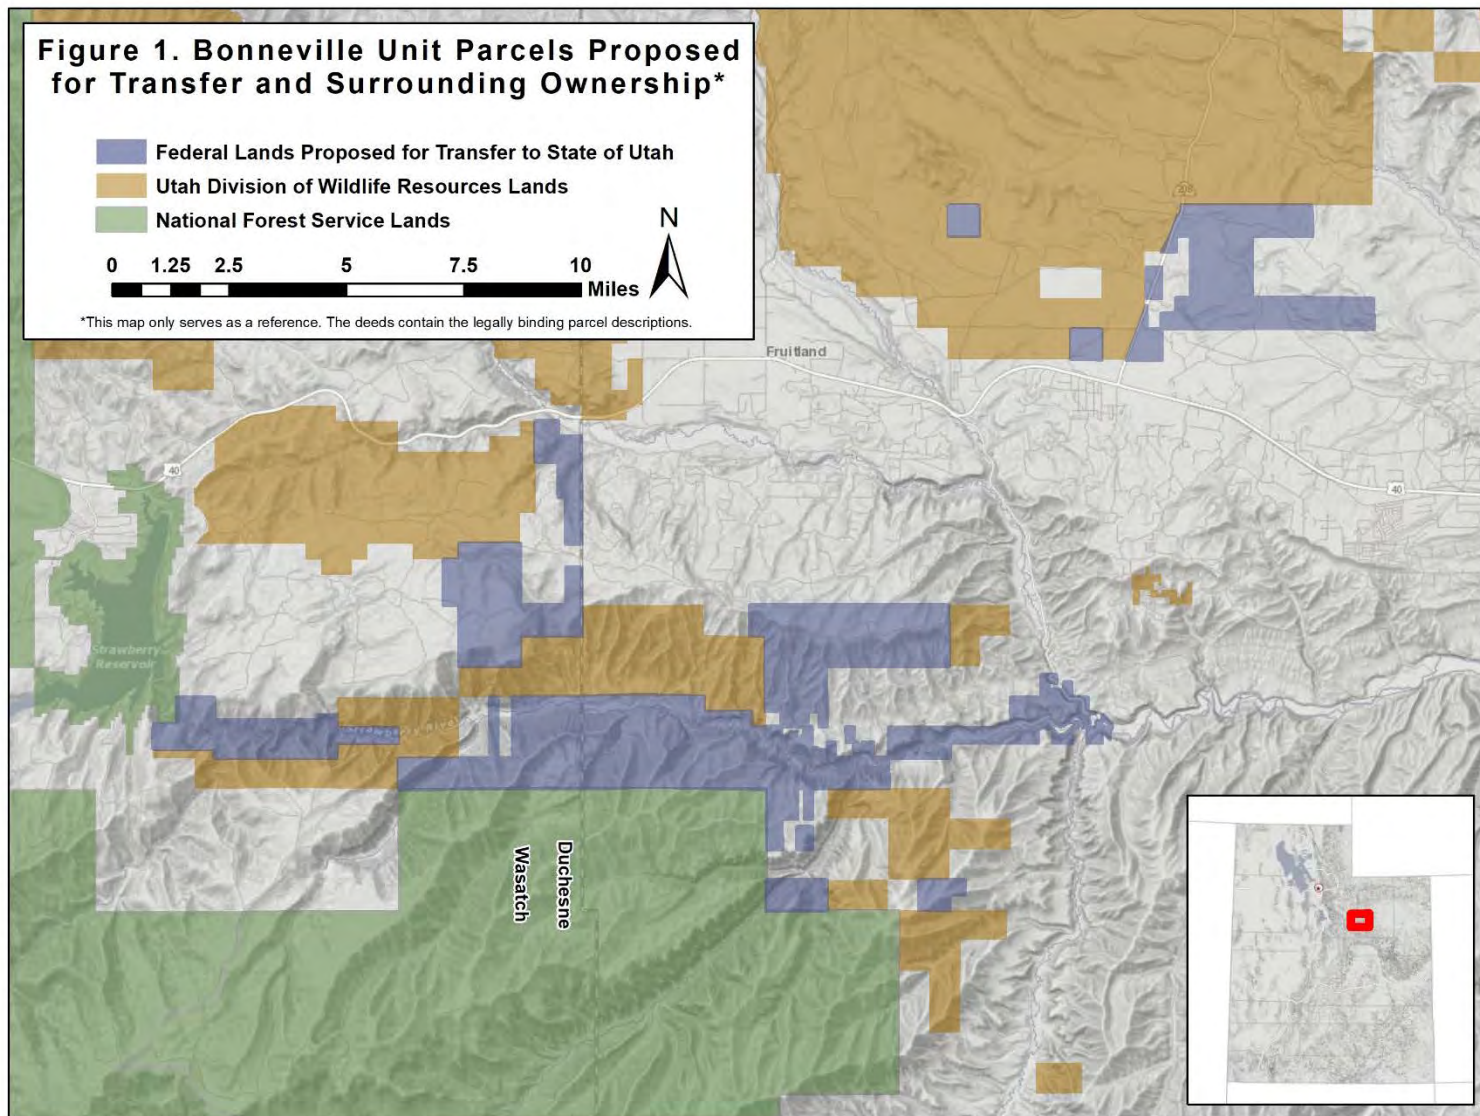 Figure 1. Bonneville Unit Parcels Proposed
for Transfer and Surrounding Ownership*
Federal Lands Proposed for Transfer to State of Utah
Utah Division of Wildlife Resources Lands
National Forest Service Lands
N
0 1.25 2.5 5 7.5 10
Miles
*This map only serves as a reference. The deeds contain the legally binding parcel descriptions.
208
Fruitland
40
40
Strawberry
Reservoir
Strawberry River
Duchesne
Wasatch